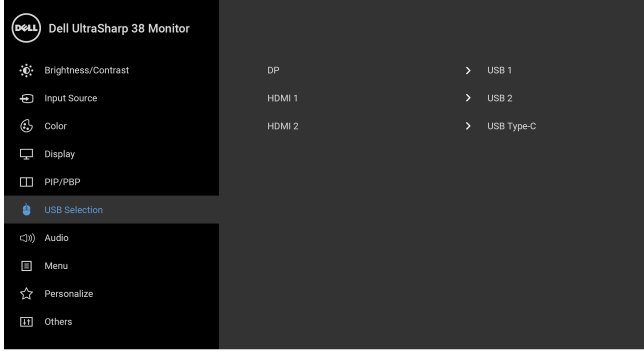 DELL Dell UltraSharp 38 Monitor
Brightness/Contrast
Input Source
Color
Display
PIP/PBP
USB Selection
Audio
Menu
Personalize
Others
DP > USB 1
HDMI 1 > USB 2
HDMI 2 > USB Type-C